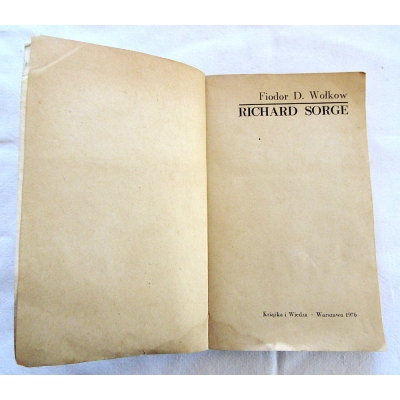 Fiodor D. Wołkow
RICHARD SORGE
Książka i Wiedza - Warszawa 1976